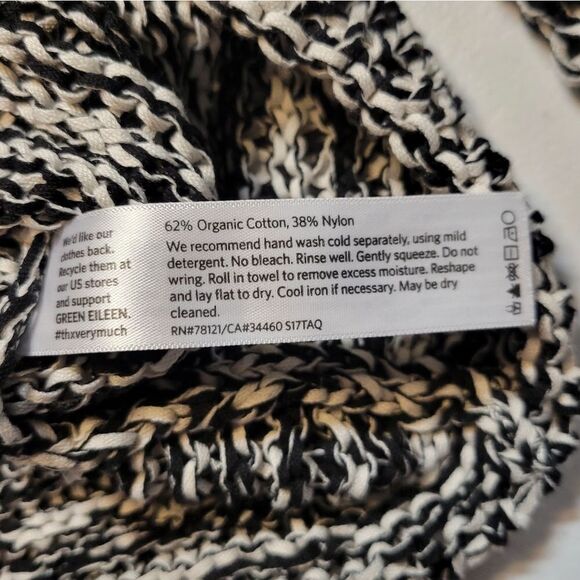 We'd like our
clothes back.
Recycle them at
our US stores
and support
GREEN EILEEN.
#thxverymuch
62% Organic Cotton, 38% Nylon
We recommend hand wash cold separately, using mild
detergent. No bleach. Rinse well. Gently squeeze. Do not
wring. Roll in towel to remove excess moisture. Reshape
and lay flat to dry. Cool iron if necessary. May be dry
cleaned.
RN#78121/CA#34460 S17TAQ